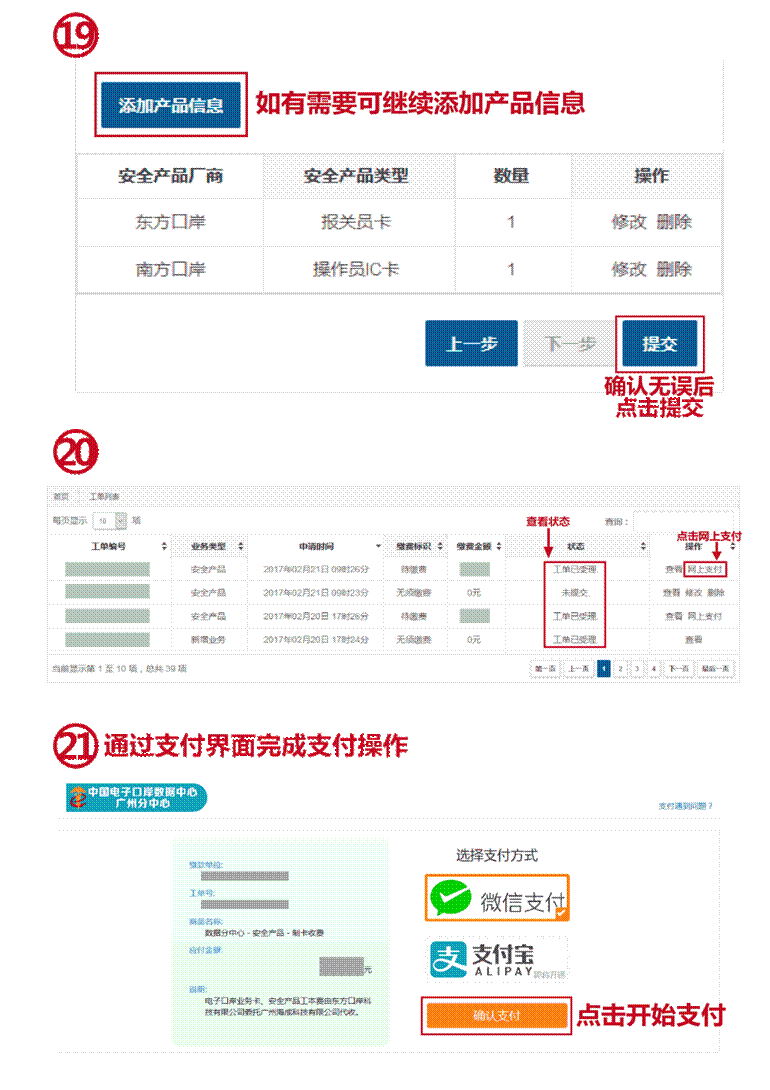 19
添加产品信息 如有需要可继续添加产品信息
安全产品厂商 安全产品类型 数量 操作
东方口岸 报关员卡 1 修改 删除
南方口岸 操作员IC卡 1 修改 删除
上一步 下一步 提交
确认无误后
点击提交
20
首页 工单列表
每页显示 10 项 查看状态 查询：
点击网上支付
工单编号 业务类型 申请时间 缴费标识 缴费金额 状态 操作
安全产品 2017年02月21日 09时26分 待缴费 工单已受理. 查看 网上支付
安全产品 2017年02月21日 09时23分 无须缴费 0元 未提交. 查看 修改 删除
安全产品 2017年02月20日 17时26分 待缴费 工单已受理. 查看 网上支付
新增业务 2017年02月20日 17时24分 无须缴费 0元 工单已受理. 查看
当前显示第 1 至 10 项，总共 39 项 第一页 上一页 1 2 3 4 下一页 最后一页
21 通过支付界面完成支付操作
中国电子口岸数据中心
广州分中心
支付遇到问题？
选择支付方式
缴款单位:
微信支付
工单号:
商品名称:
数据分中心 - 安全产品 - 制卡收费
支付宝
ALIPAY 即将开通
应付金额:
元
说明:
电子口岸业务卡、安全产品工本费由东方口岸科
技有限公司委托广州海成科技有限公司代收。
确认支付 点击开始支付